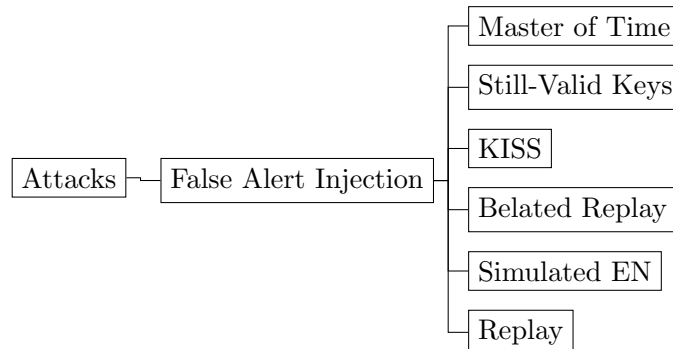 Attacks
False Alert Injection
Master of Time
Still-Valid Keys
KISS
Belated Replay
Simulated EN
Replay